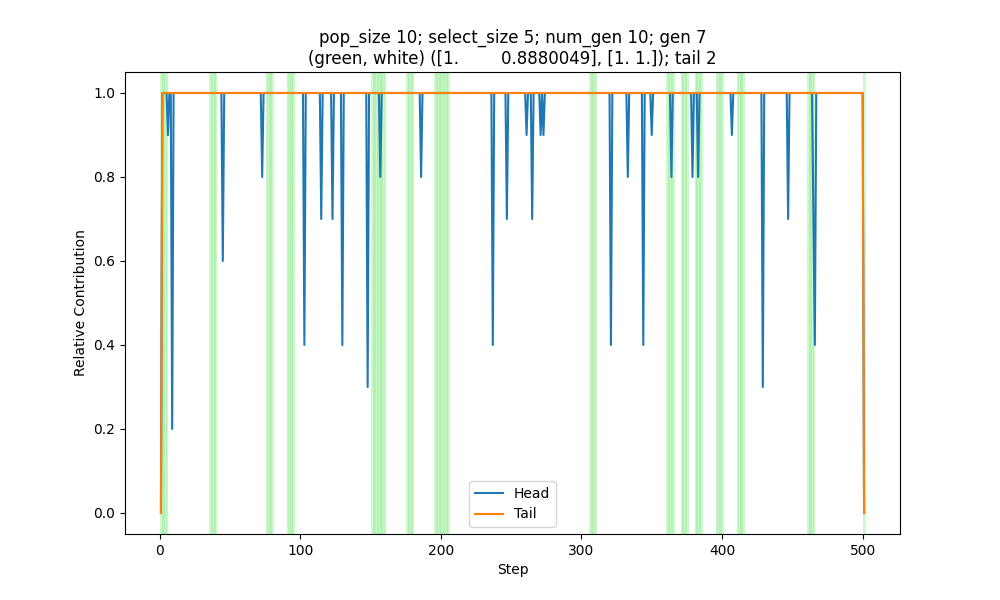 pop_size 10; select_size 5; num_gen 10; gen 7
(green, white) ([1.        0.8880049], [1. 1.]); tail 2
Relative Contribution
1.0
0.8
0.6
0.4
0.2
0.0
Head
Tail
0 100 200 300 400 500
Step